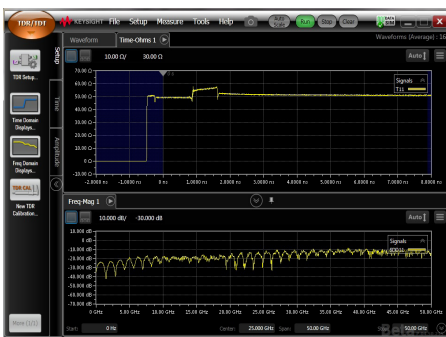 TDR/TDT
KEYSIGHT File Setup Measure Tools Help Auto Scale Run Stop Clear
Waveform Time-Ohms 1 Waveforms (Average) : 16
10.00 Ω/ 30.00 Ω Auto
TDR Setup...
Time Domain Displays...
Freq Domain Displays...
TDR CAL
New TDR Calibration...
More (1/1)
Setup
Time
Amplitude
70.00 Ω
60.00 Ω
50.00 Ω
40.00 Ω
30.00 Ω
20.00 Ω
10.00 Ω
0 Ω
-10.00 Ω
Signals
T11
-2.0000 ns -1.0000 ns 0 s 1.0000 ns 2.0000 ns 3.0000 ns 4.0000 ns 5.0000 ns 6.0000 ns 7.0000 ns 8.0000 ns
Freq-Mag 1
10.000 dB/ -30.000 dB Auto
10.000 dB
0 dB
-10.000 dB
-20.000 dB
-30.000 dB
-40.000 dB
-50.000 dB
-60.000 dB
-70.000 dB
Signals
0 GHz 5.00 GHz 10.00 GHz 15.00 GHz 20.00 GHz 25.00 GHz 30.00 GHz 35.00 GHz 40.00 GHz 45.00 GHz 50.00 GHz
Start: 0 Hz Center: 25.000 GHz Span: 50.00 GHz 50.00 GHz
Beta